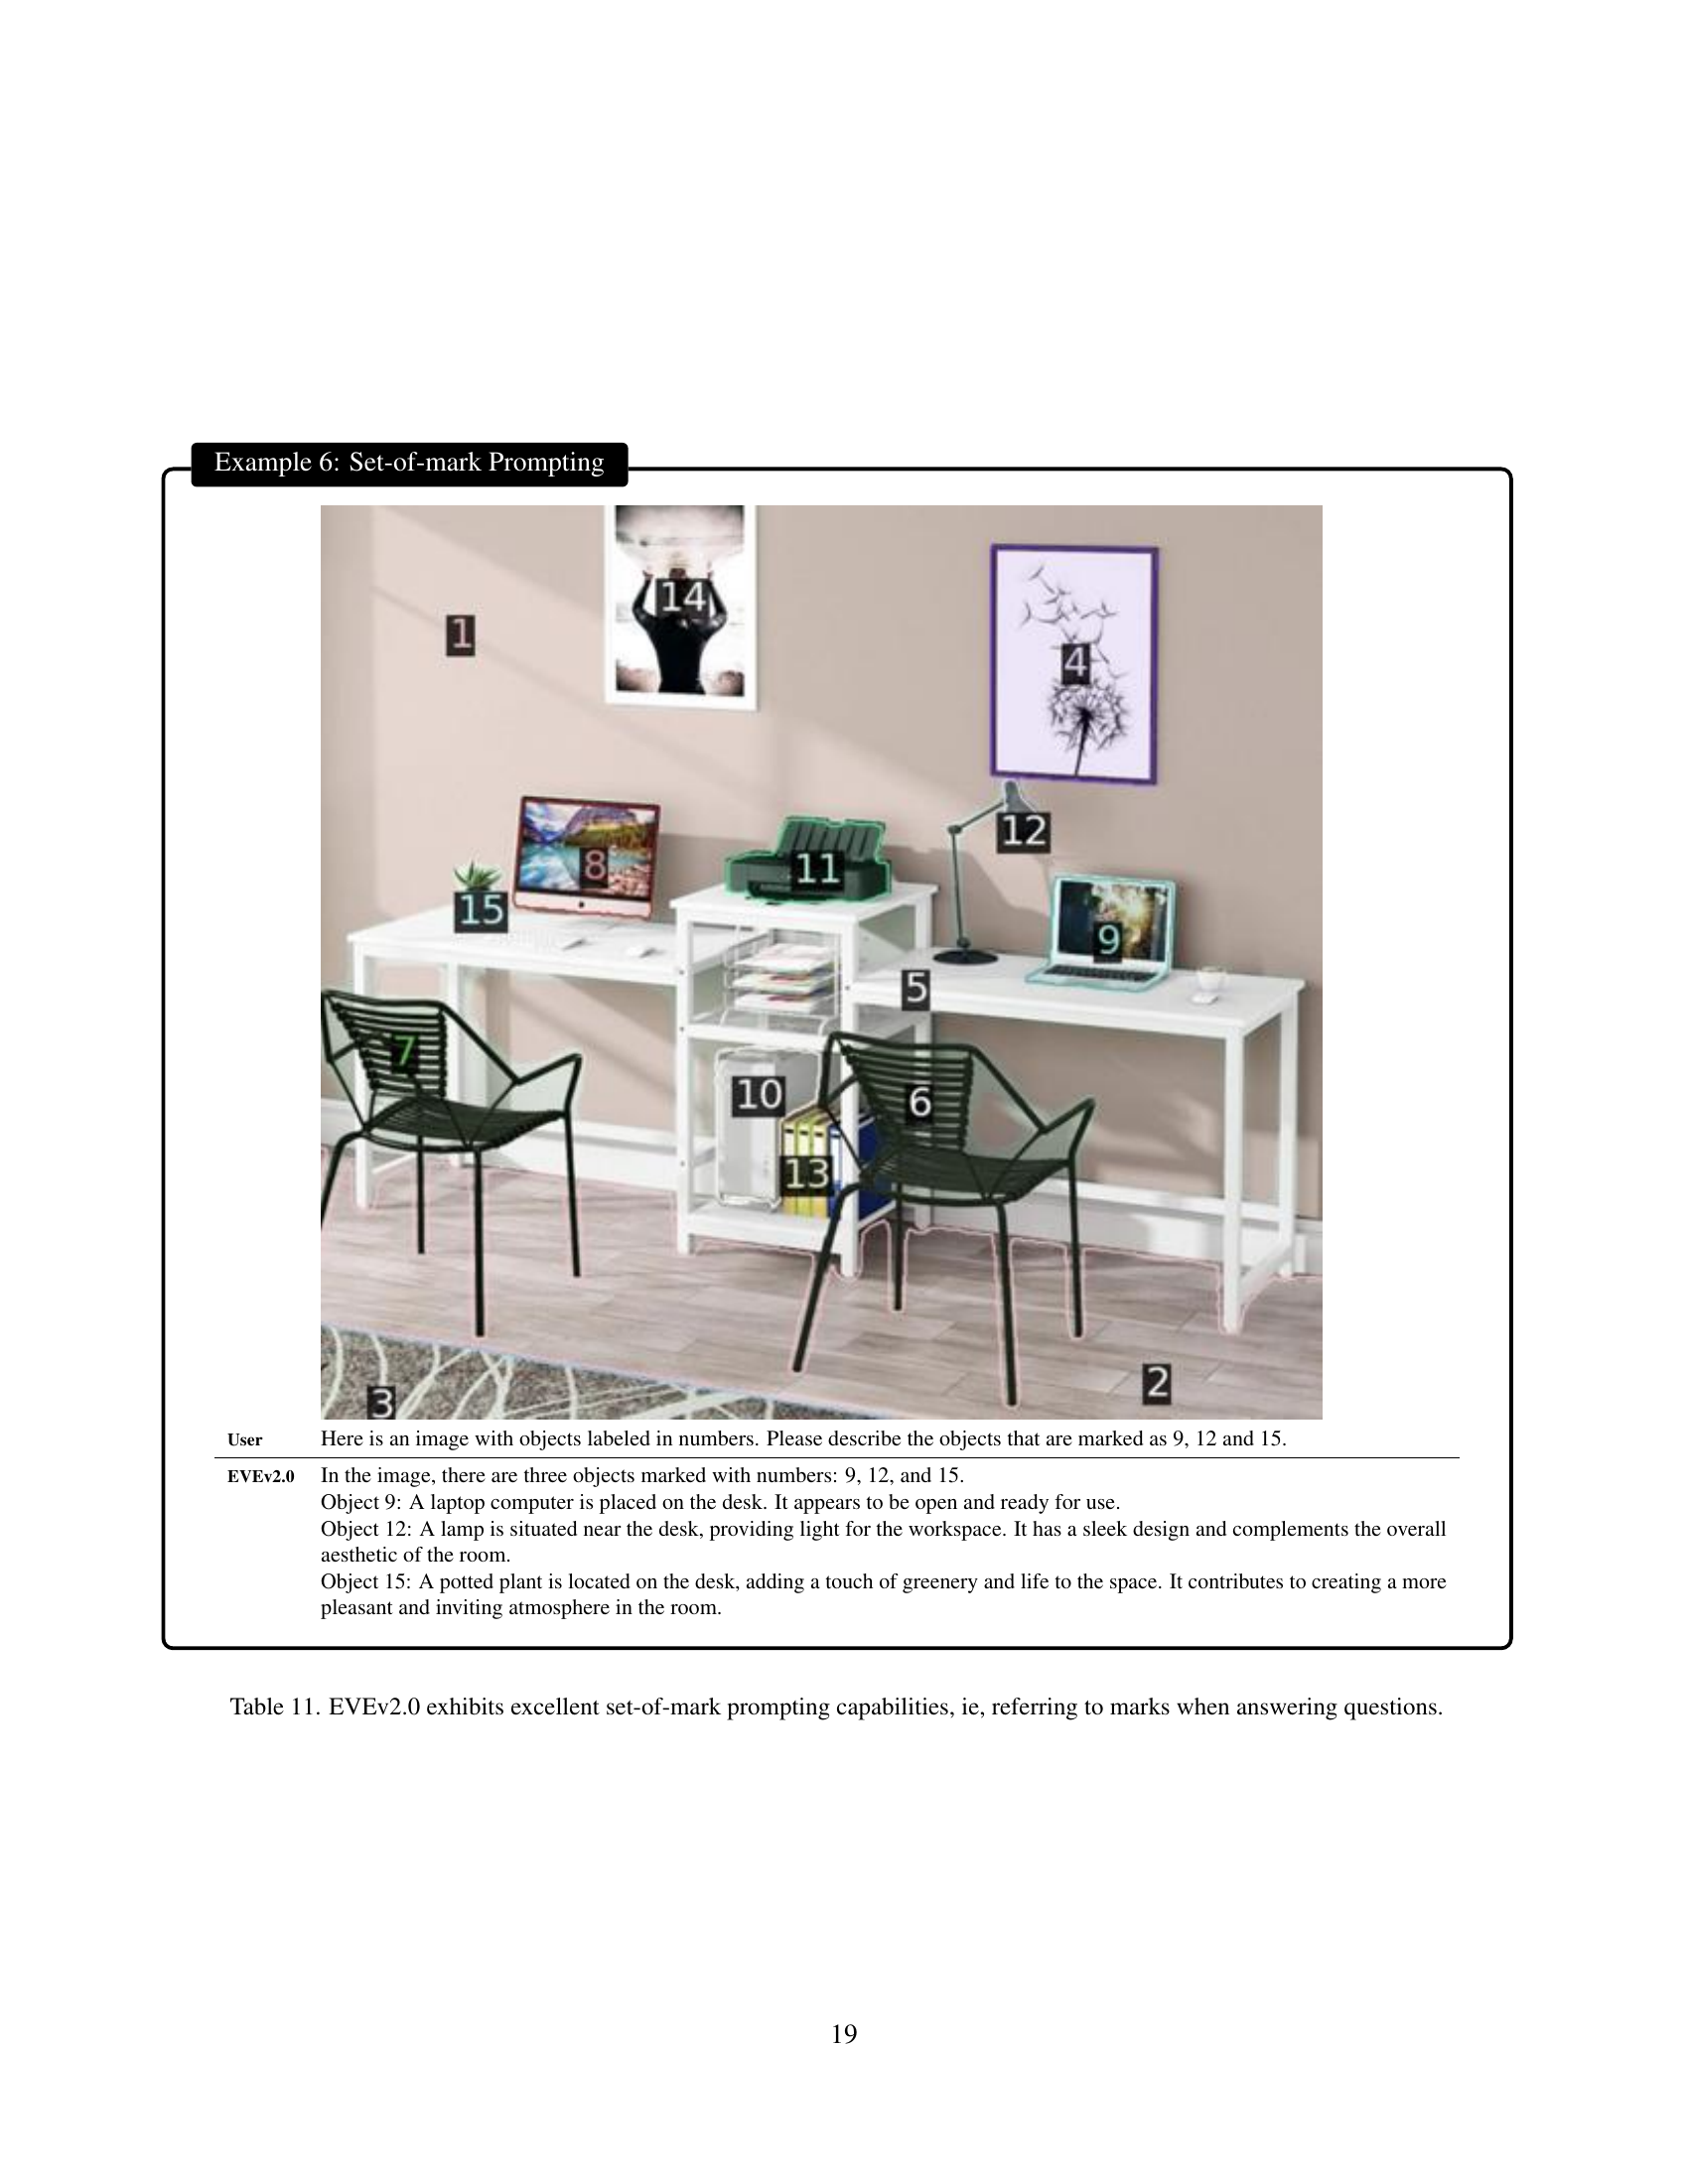 Example 6: Set-of-mark Prompting
14
1
4
12
8
11
15
9
5
7
10
6
13
2
3
User Here is an image with objects labeled in numbers. Please describe the objects that are marked as 9, 12 and 15.
EVEv2.0 In the image, there are three objects marked with numbers: 9, 12, and 15.
Object 9: A laptop computer is placed on the desk. It appears to be open and ready for use.
Object 12: A lamp is situated near the desk, providing light for the workspace. It has a sleek design and complements the overall
aesthetic of the room.
Object 15: A potted plant is located on the desk, adding a touch of greenery and life to the space. It contributes to creating a more
pleasant and inviting atmosphere in the room.
Table 11. EVEv2.0 exhibits excellent set-of-mark prompting capabilities, ie, referring to marks when answering questions.
19